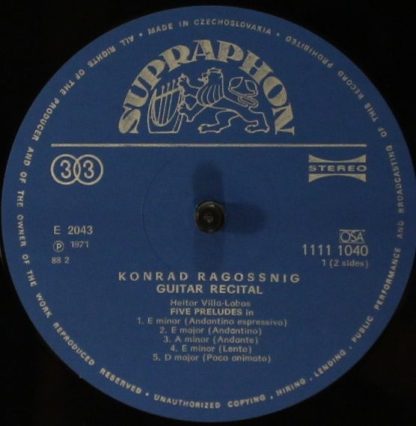 ALL RIGHTS OF THE PRODUCER AND OF THE OWNER OF THE WORK REPRODUCED RESERVED • UNAUTHORIZED COPYING, HIRING, LENDING, PUBLIC PERFORMANCE AND BROADCASTING OF THIS RECORD PROHIBITED • MADE IN CZECHOSLOVAKIA •
SUPRAPHON
33
STEREO
E 2043
OSA
℗ 1971
1111 1040
88 2
1 (2 sides)
KONRAD RAGOSSNIG
GUITAR RECITAL
Heitor Villa-Lobos
FIVE PRELUDES in
1. E minor (Andantino espressivo)
2. E major (Andantino)
3. A minor (Andante)
4. E minor (Lento)
5. D major (Poco animato)